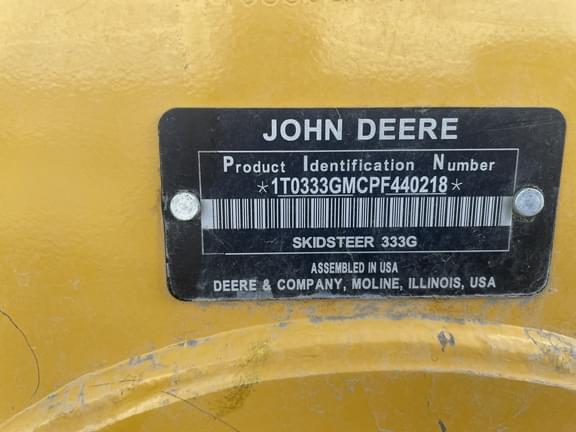 JOHN DEERE
Product Identification Number
*1T0333GMCPF440218*
SKIDSTEER 333G
ASSEMBLED IN USA
DEERE & COMPANY, MOLINE, ILLINOIS, USA